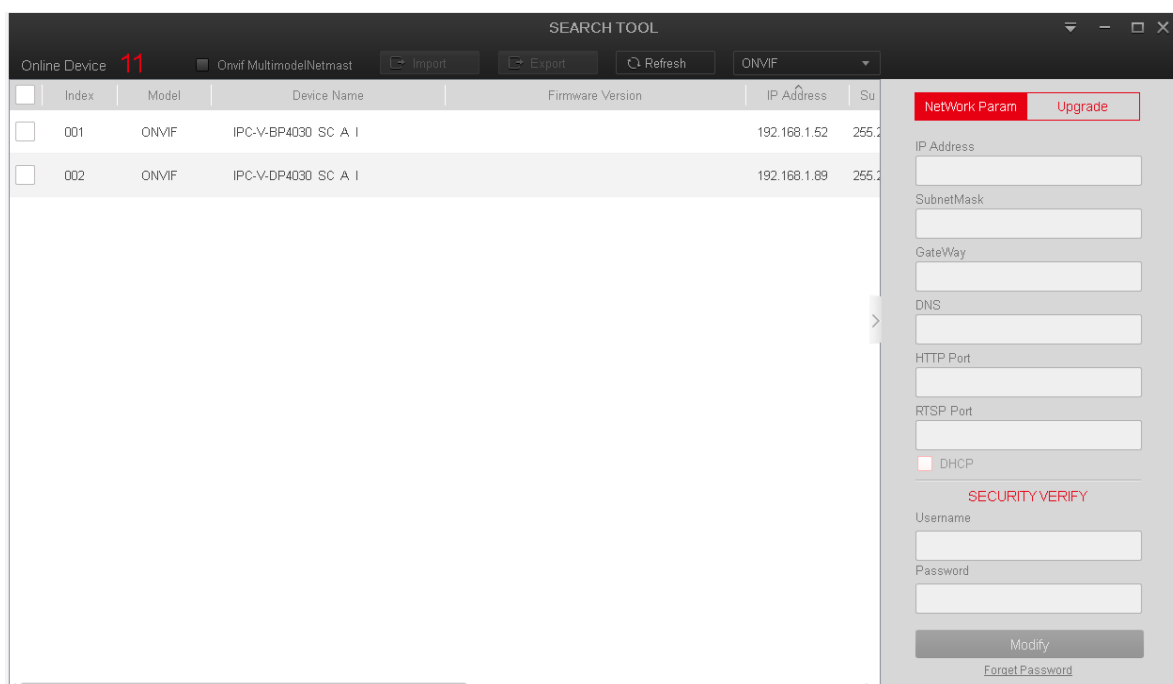 SEARCH TOOL
Online Device 11 Onvif MultimodelNetmast Import Export Refresh ONVIF
Index Model Device Name Firmware Version IP Address Su
001 ONVIF IPC-V-BP4030 SC A I 192.168.1.52 255.2
002 ONVIF IPC-V-DP4030 SC A I 192.168.1.89 255.2
NetWork Param Upgrade
IP Address
SubnetMask
GateWay
DNS
HTTP Port
RTSP Port
DHCP
SECURITY VERIFY
Username
Password
Modify
Forget Password